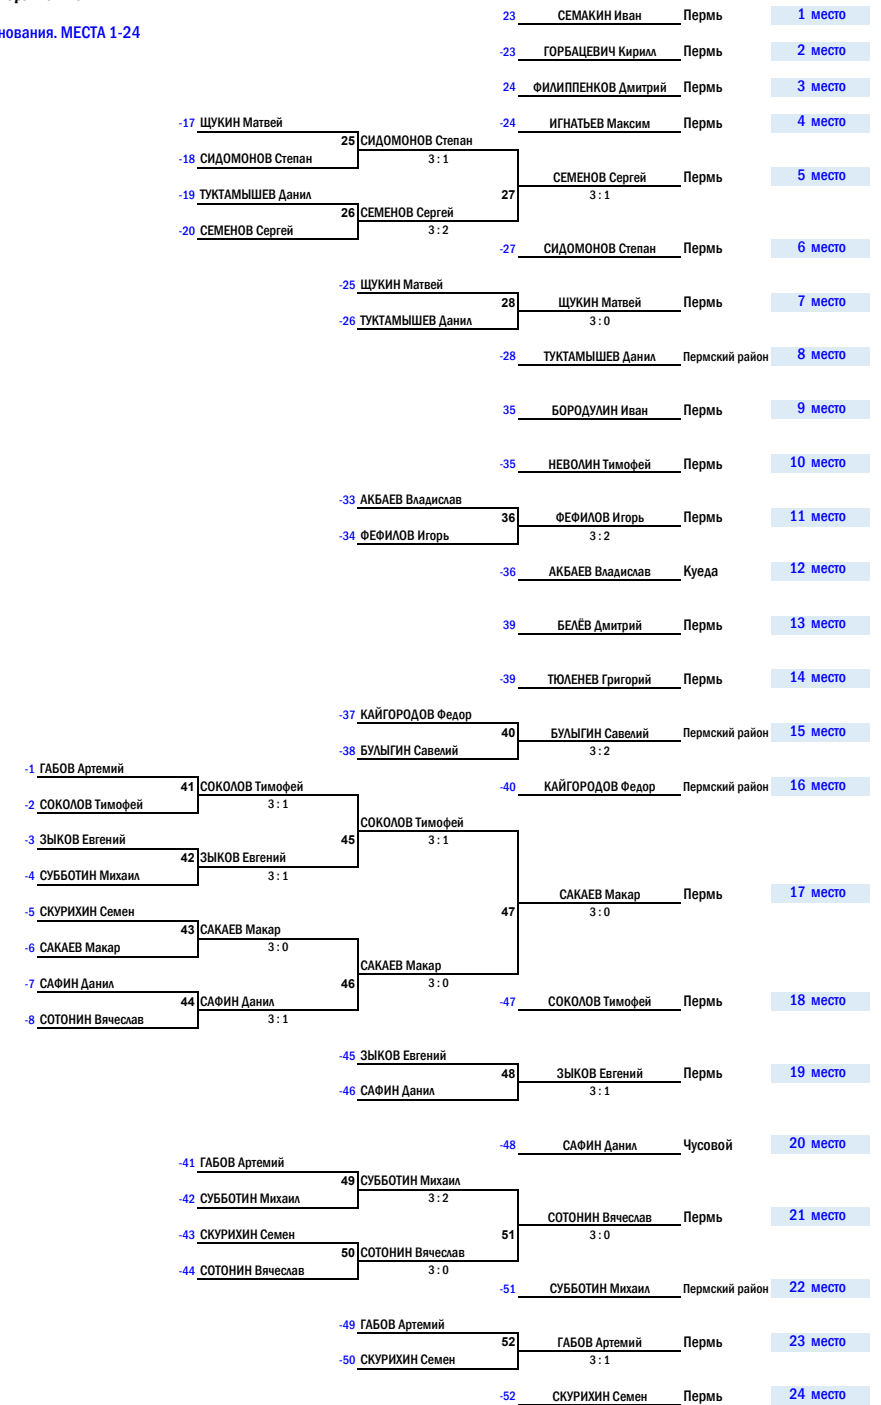 23 СЕМАКИН Иван Пермь 1 место
нования. МЕСТА 1-24
-23 ГОРБАЦЕВИЧ Кирилл Пермь 2 место
24 ФИЛИППЕНКОВ Дмитрий Пермь 3 место
-17 ЩУКИН Матвей -24 ИГНАТЬЕВ Максим Пермь 4 место
25 СИДОМОНОВ Степан
-18 СИДОМОНОВ Степан 3 : 1
СЕМЕНОВ Сергей Пермь 5 место
-19 ТУКТАМЫШЕВ Данил 27 3 : 1
26 СЕМЕНОВ Сергей
-20 СЕМЕНОВ Сергей 3 : 2
-27 СИДОМОНОВ Степан Пермь 6 место
-25 ЩУКИН Матвей
28 ЩУКИН Матвей Пермь 7 место
-26 ТУКТАМЫШЕВ Данил 3 : 0
-28 ТУКТАМЫШЕВ Данил Пермский район 8 место
35 БОРОДУЛИН Иван Пермь 9 место
-35 НЕВОЛИН Тимофей Пермь 10 место
-33 АКБАЕВ Владислав
36 ФЕФИЛОВ Игорь Пермь 11 место
-34 ФЕФИЛОВ Игорь 3 : 2
-36 АКБАЕВ Владислав Куеда 12 место
39 БЕЛЁВ Дмитрий Пермь 13 место
-39 ТЮЛЕНЕВ Григорий Пермь 14 место
-37 КАЙГОРОДОВ Федор
40 БУЛЫГИН Савелий Пермский район 15 место
-38 БУЛЫГИН Савелий 3 : 2
-1 ГАБОВ Артемий
41 СОКОЛОВ Тимофей -40 КАЙГОРОДОВ Федор Пермский район 16 место
-2 СОКОЛОВ Тимофей 3 : 1
СОКОЛОВ Тимофей
-3 ЗЫКОВ Евгений 45 3 : 1
42 ЗЫКОВ Евгений
-4 СУББОТИН Михаил 3 : 1
САКАЕВ Макар Пермь 17 место
-5 СКУРИХИН Семен 47 3 : 0
43 САКАЕВ Макар
-6 САКАЕВ Макар 3 : 0
САКАЕВ Макар
-7 САФИН Данил 46 3 : 0
44 САФИН Данил -47 СОКОЛОВ Тимофей Пермь 18 место
-8 СОТОНИН Вячеслав 3 : 1
-45 ЗЫКОВ Евгений
48 ЗЫКОВ Евгений Пермь 19 место
-46 САФИН Данил 3 : 1
-48 САФИН Данил Чусовой 20 место
-41 ГАБОВ Артемий
49 СУББОТИН Михаил
-42 СУББОТИН Михаил 3 : 2
СОТОНИН Вячеслав Пермь 21 место
-43 СКУРИХИН Семен 51 3 : 0
50 СОТОНИН Вячеслав
-44 СОТОНИН Вячеслав 3 : 0
-51 СУББОТИН Михаил Пермский район 22 место
-49 ГАБОВ Артемий
52 ГАБОВ Артемий Пермь 23 место
-50 СКУРИХИН Семен 3 : 1
-52 СКУРИХИН Семен Пермь 24 место